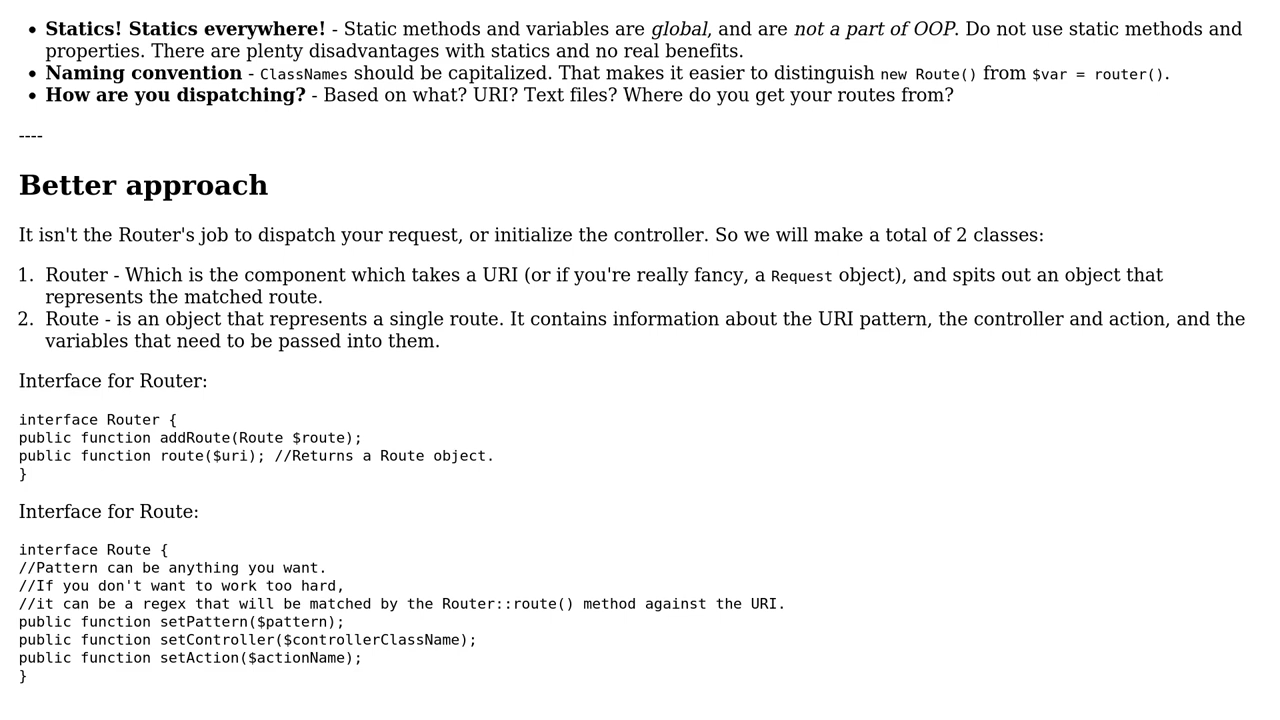 • Statics! Statics everywhere! - Static methods and variables are global, and are not a part of OOP. Do not use static methods and
properties. There are plenty disadvantages with statics and no real benefits.
• Naming convention - ClassNames should be capitalized. That makes it easier to distinguish new Route() from $var = router().
• How are you dispatching? - Based on what? URI? Text files? Where do you get your routes from?
----
Better approach
It isn't the Router's job to dispatch your request, or initialize the controller. So we will make a total of 2 classes:
1. Router - Which is the component which takes a URI (or if you're really fancy, a Request object), and spits out an object that
represents the matched route.
2. Route - is an object that represents a single route. It contains information about the URI pattern, the controller and action, and the
variables that need to be passed into them.
Interface for Router:
interface Router {
public function addRoute(Route $route);
public function route($uri); //Returns a Route object.
}
Interface for Route:
interface Route {
//Pattern can be anything you want.
//If you don't want to work too hard,
//it can be a regex that will be matched by the Router::route() method against the URI.
public function setPattern($pattern);
public function setController($controllerClassName);
public function setAction($actionName);
}